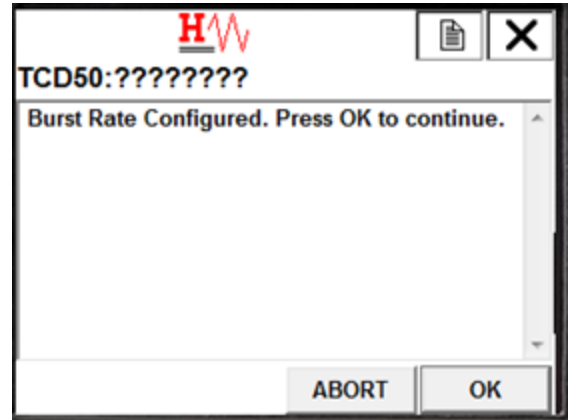 H
TCD50:????????
Burst Rate Configured. Press OK to continue.
ABORT
OK